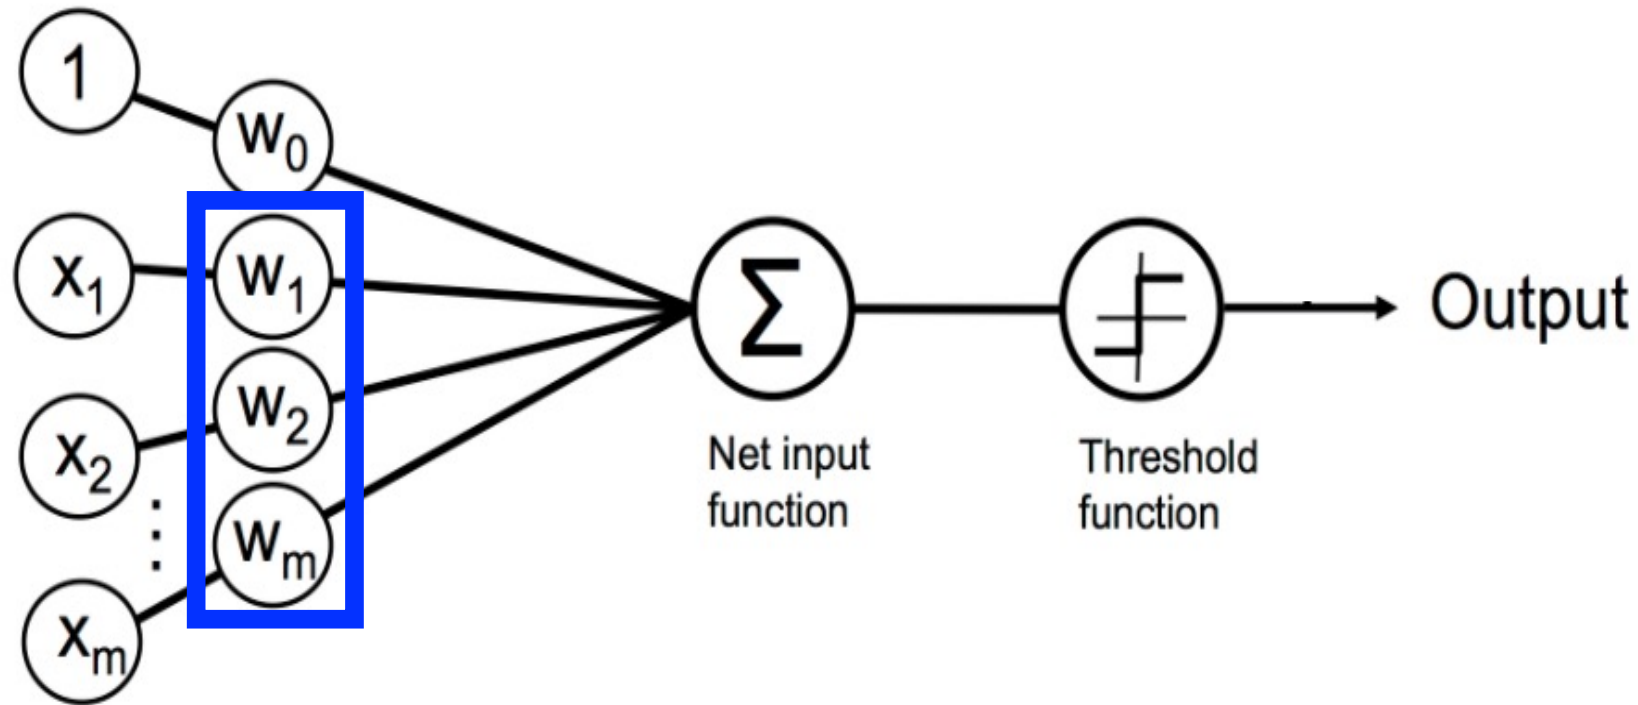 1
w₀
x₁
w₁
x₂
w₂
⋮
xₘ
wₘ
Σ
Net input
function
Threshold
function
Output